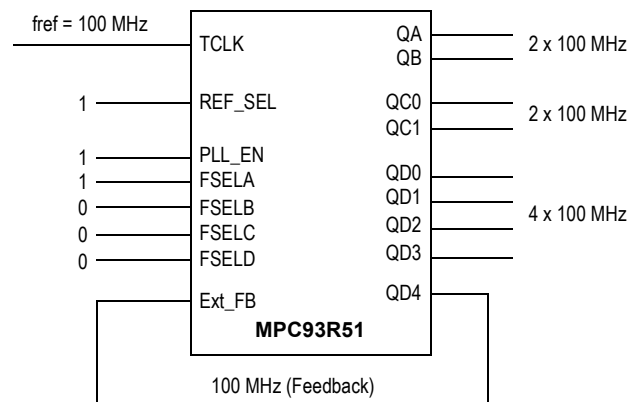 fref = 100 MHz
TCLK
QA
QB
2 x 100 MHz
1
REF_SEL
QC0
QC1
2 x 100 MHz
1
PLL_EN
1
FSELA
0
FSELB
0
FSELC
0
FSELD
QD0
QD1
QD2
QD3
4 x 100 MHz
Ext_FB
QD4
MPC93R51
100 MHz (Feedback)